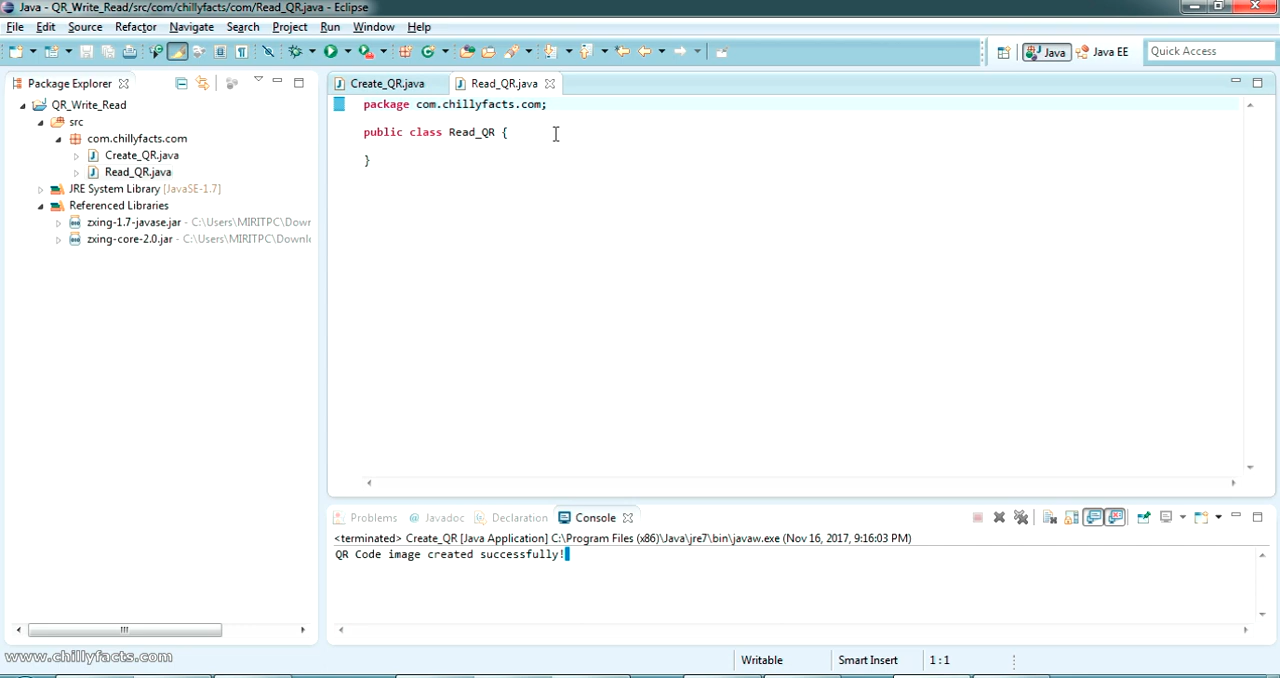 Java - QR_Write_Read/src/com/chillyfacts/com/Read_QR.java - Eclipse
File Edit Source Refactor Navigate Search Project Run Window Help
Java Java EE Quick Access
Package Explorer
QR_Write_Read
src
com.chillyfacts.com
Create_QR.java
Read_QR.java
JRE System Library [JavaSE-1.7]
Referenced Libraries
zxing-1.7-javase.jar - C:\Users\MIRITPC\Down
zxing-core-2.0.jar - C:\Users\MIRITPC\Downlo
Create_QR.java Read_QR.java
package com.chillyfacts.com;
public class Read_QR {
}
Problems @ Javadoc Declaration Console
<terminated> Create_QR [Java Application] C:\Program Files (x86)\Java\jre7\bin\javaw.exe (Nov 16, 2017, 9:16:03 PM)
QR Code image created successfully!
www.chillyfacts.com
Writable Smart Insert 1 : 1